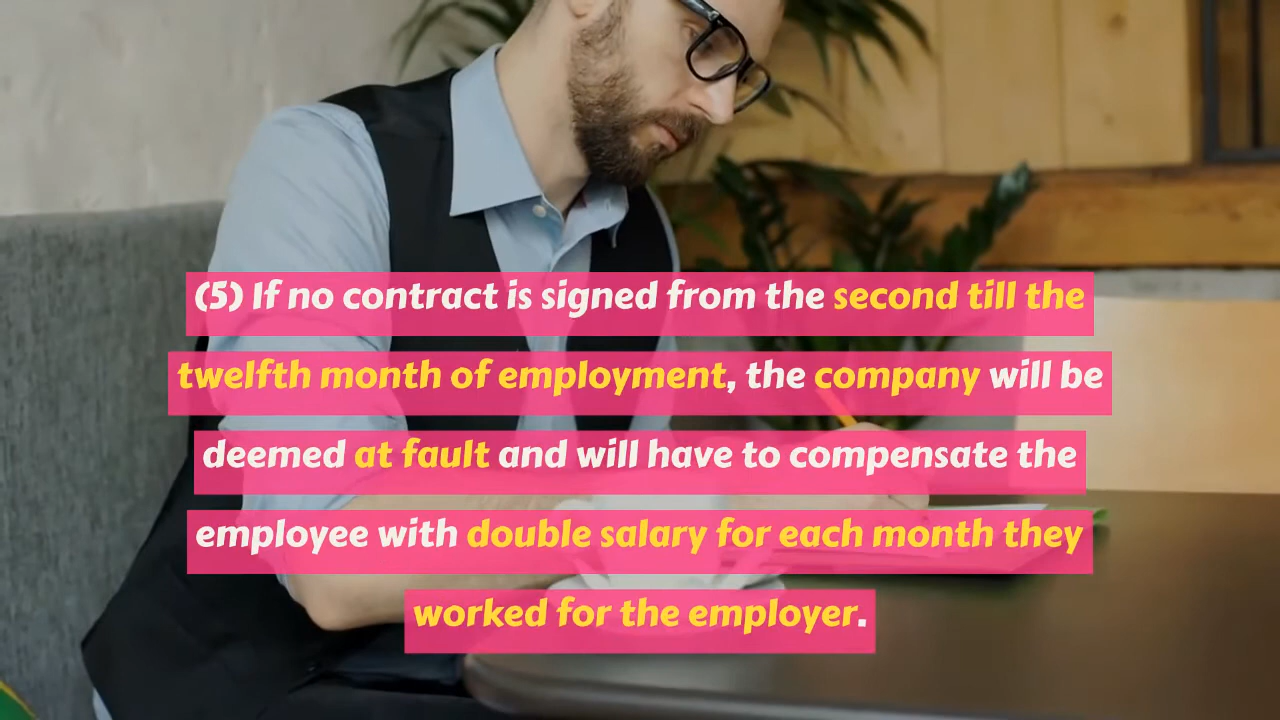 (5) If no contract is signed from the second till the
twelfth month of employment, the company will be
deemed at fault and will have to compensate the
employee with double salary for each month they
worked for the employer.